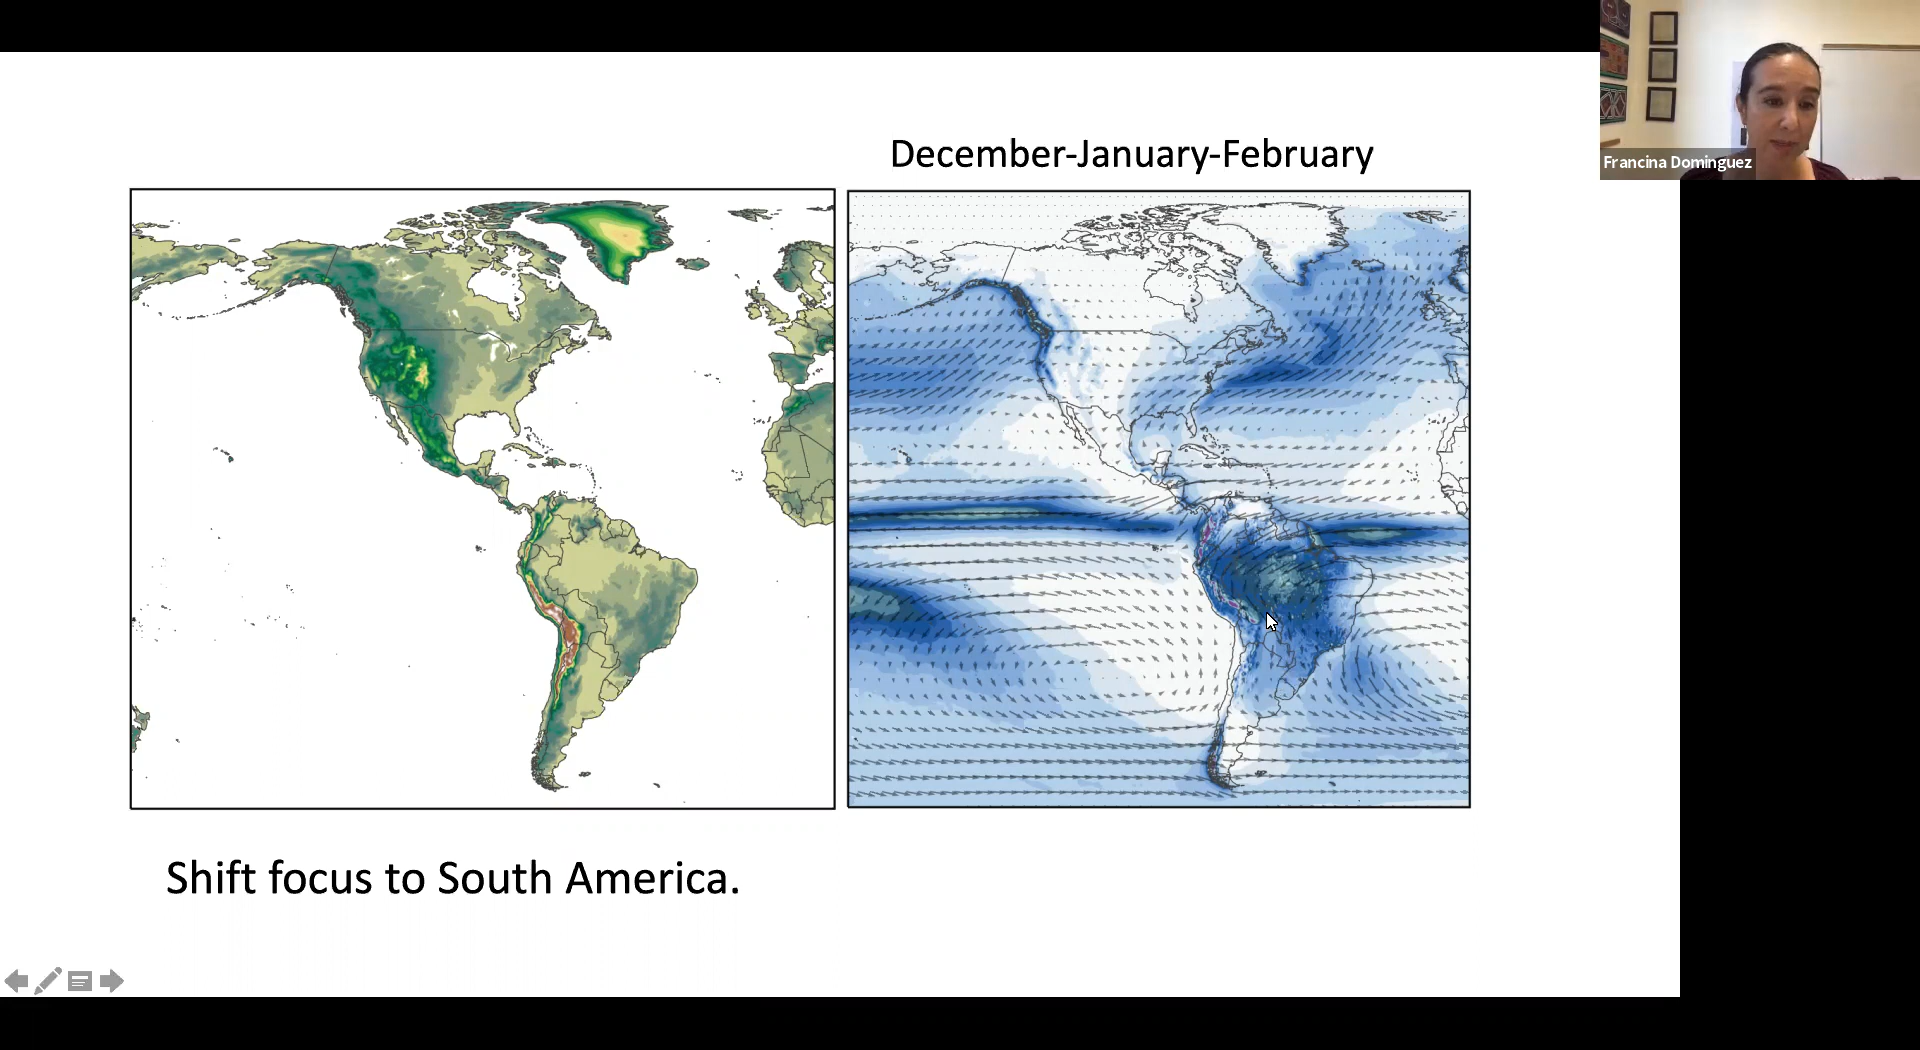 December-January-February
Francina Dominguez
Shift focus to South America.